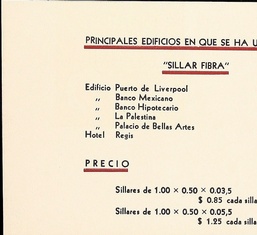 PRINCIPALES EDIFICIOS EN QUE SE HA U
"SILLAR FIBRA"
Edificio Puerto de Liverpool
„ Banco Mexicano
„ Banco Hipotecario
„ La Palestina
„ Palacio de Bellas Artes
Hotel Regis
PRECIO
Sillares de 1.00 × 0.50 × 0.03,5
$ 0.85 cada silla
Sillares de 1.00 × 0.50 × 0.05,5
$ 1.25 cada silla